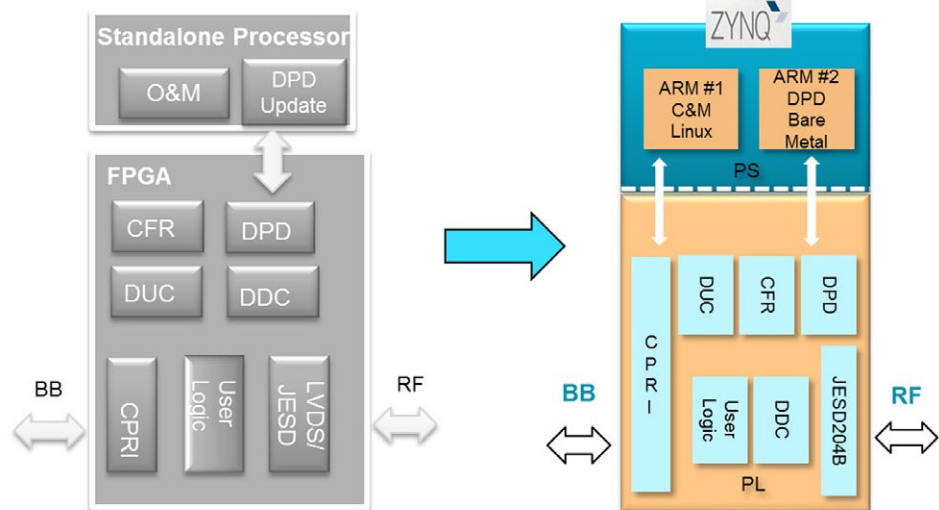 Standalone Processor
O&M
DPD
Update
FPGA
CFR
DPD
DUC
DDC
CPRI
User
Logic
LVDS/
JESD
BB
RF
ZYNQ
ARM #1
C&M
Linux
ARM #2
DPD
Bare
Metal
PS
CPRI
DUC
CFR
DPD
User
Logic
DDC
JESD204B
PL
BB
RF